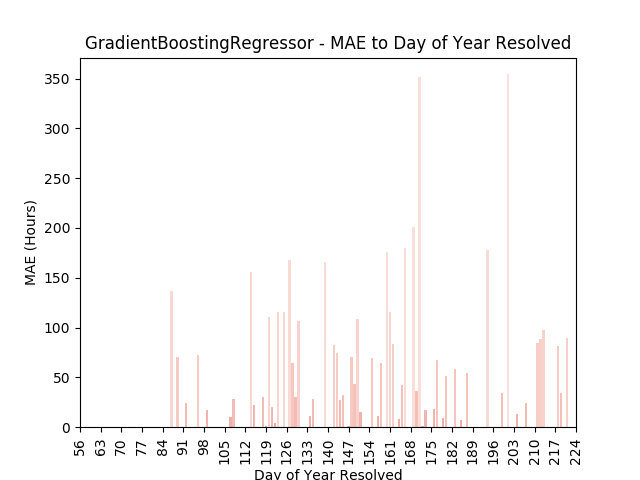 GradientBoostingRegressor - MAE to Day of Year Resolved
350
300
250
200
150
100
50
0
MAE (Hours)
56 63 70 77 84 91 98 105 112 119 126 133 140 147 154 161 168 175 182 189 196 203 210 217 224
Day of Year Resolved